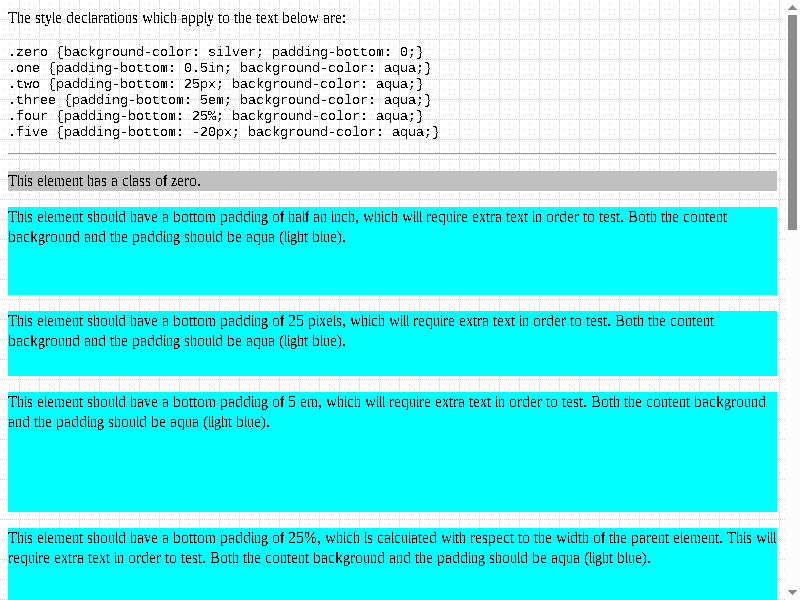 The style declarations which apply to the text below are:
.zero {background-color: silver; padding-bottom: 0;}
.one {padding-bottom: 0.5in; background-color: aqua;}
.two {padding-bottom: 25px; background-color: aqua;}
.three {padding-bottom: 5em; background-color: aqua;}
.four {padding-bottom: 25%; background-color: aqua;}
.five {padding-bottom: -20px; background-color: aqua;}
This element has a class of zero.
This element should have a bottom padding of half an inch, which will require extra text in order to test. Both the content
background and the padding should be aqua (light blue).
This element should have a bottom padding of 25 pixels, which will require extra text in order to test. Both the content
background and the padding should be aqua (light blue).
This element should have a bottom padding of 5 em, which will require extra text in order to test. Both the content background
and the padding should be aqua (light blue).
This element should have a bottom padding of 25%, which is calculated with respect to the width of the parent element. This will
require extra text in order to test. Both the content background and the padding should be aqua (light blue).